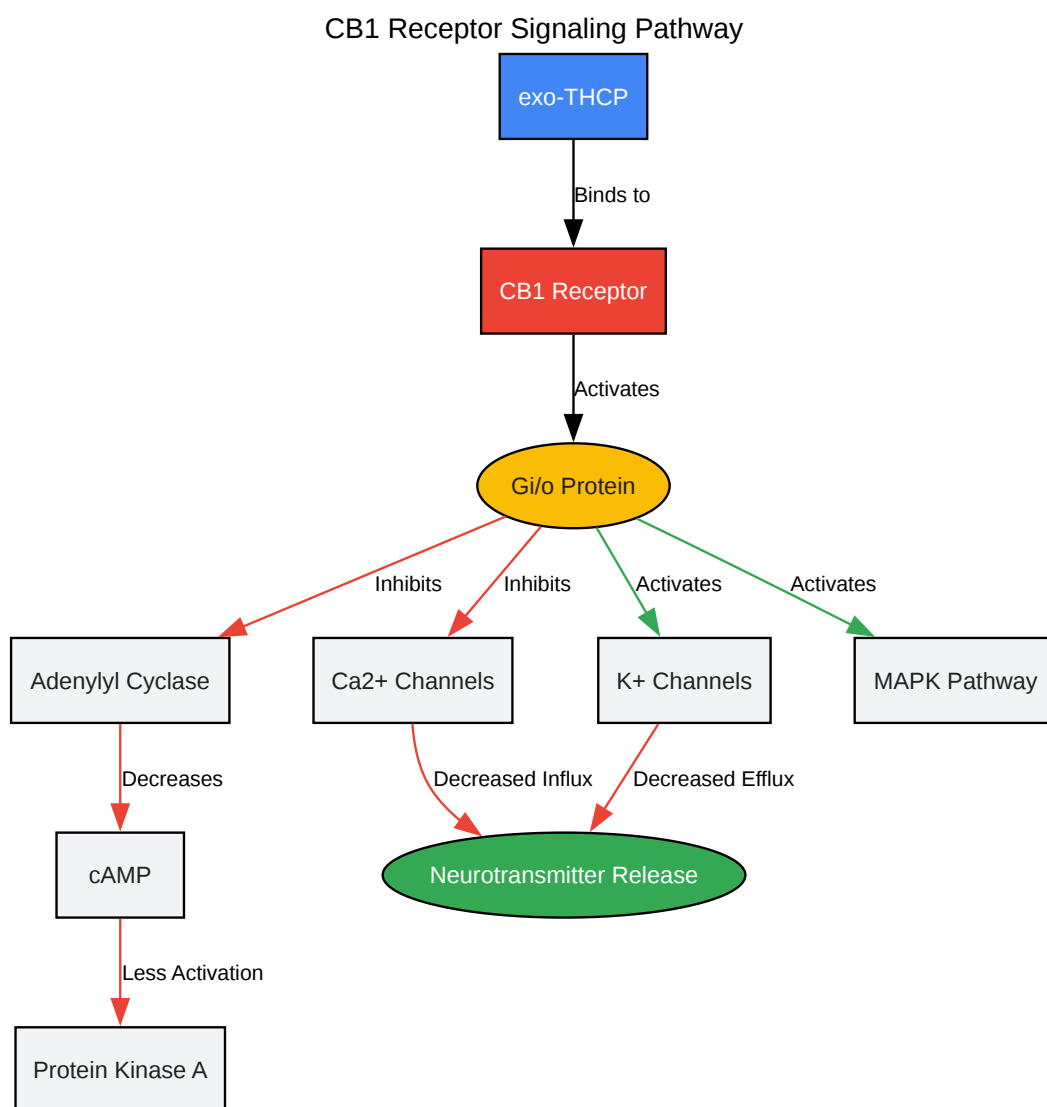 CB1 Receptor Signaling Pathway
exo-THCP
Binds to
CB1 Receptor
Activates
Gi/o Protein
Inhibits
Inhibits
Activates
Activates
Adenylyl Cyclase
Ca2+ Channels
K+ Channels
MAPK Pathway
Decreases
Decreased Influx
Decreased Efflux
cAMP
Neurotransmitter Release
Less Activation
Protein Kinase A